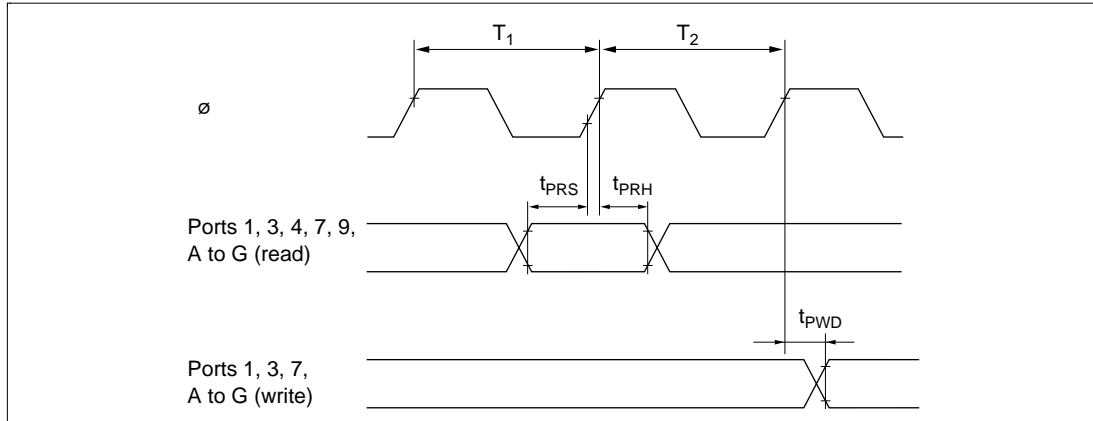 T1 T2
ø
tPRS tPRH
Ports 1, 3, 4, 7, 9,
A to G (read)
tPWD
Ports 1, 3, 7,
A to G (write)